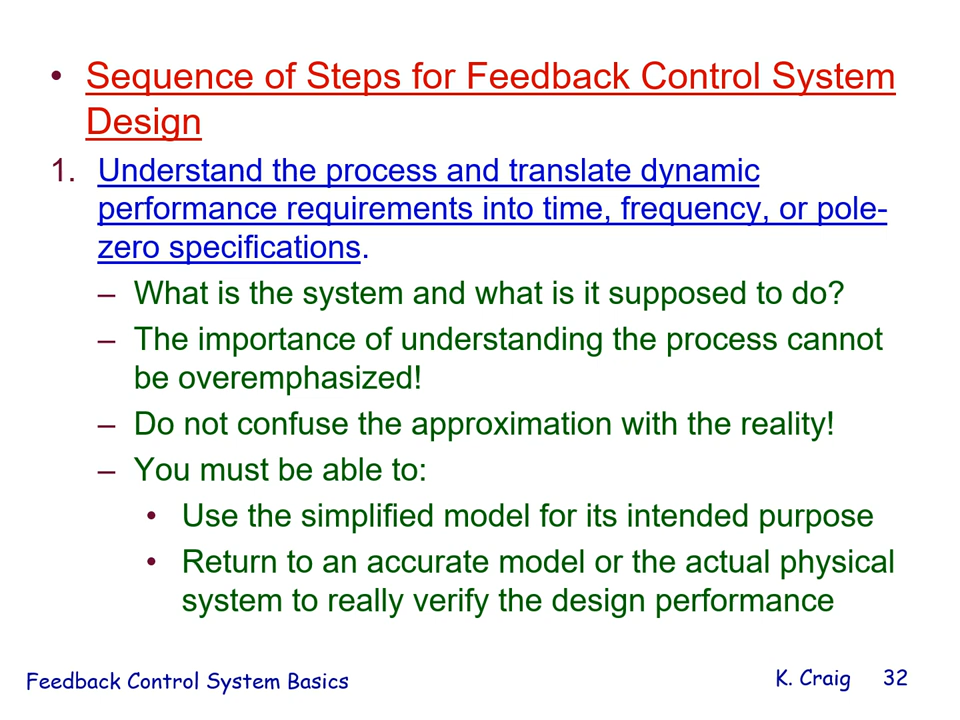 • Sequence of Steps for Feedback Control System
Design
1. Understand the process and translate dynamic
performance requirements into time, frequency, or pole-
zero specifications.
– What is the system and what is it supposed to do?
– The importance of understanding the process cannot
be overemphasized!
– Do not confuse the approximation with the reality!
– You must be able to:
• Use the simplified model for its intended purpose
• Return to an accurate model or the actual physical
system to really verify the design performance
Feedback Control System Basics
K. Craig 32